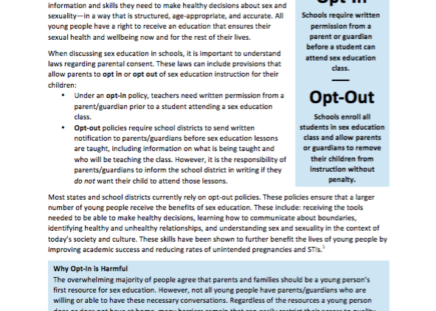 information and skills they need to make healthy decisions about sex and
sexuality—in a way that is structured, age-appropriate, and accurate. All
young people have a right to receive an education that ensures their
sexual health and wellbeing now and for the rest of their lives.
When discussing sex education in schools, it is important to understand
laws regarding parental consent. These laws can include provisions that
allow parents to opt in or opt out of sex education instruction for their
children:
• Under an opt-in policy, teachers need written permission from a
parent/guardian prior to a student attending a sex education
class.
• Opt-out policies require school districts to send written
notification to parents/guardians before sex education lessons
are taught, including information on what is being taught and
who will be teaching the class. However, it is the responsibility of
parents/guardians to inform the school district in writing if they
do not want their child to attend those lessons.
Opt-In
Schools require written
permission from a
parent or guardian
before a student can
attend sex education
class.
Opt-Out
Schools enroll all
students in sex education
class and allow parents
or guardians to remove
their children from
instruction without
penalty.
Most states and school districts currently rely on opt-out policies. These policies ensure that a larger
number of young people receive the benefits of sex education. These include: receiving the tools
needed to be able to make healthy decisions, learning how to communicate about boundaries,
identifying healthy and unhealthy relationships, and understanding sex and sexuality in the context of
today's society and culture. These skills have been shown to further benefit the lives of young people by
improving academic success and reducing rates of unintended pregnancies and STIs.
Why Opt-In is Harmful
The overwhelming majority of people agree that parents and families should be a young person's
first resource for sex education. However, not all young people have parents/guardians who are
willing or able to have these necessary conversations. Regardless of the resources a young person